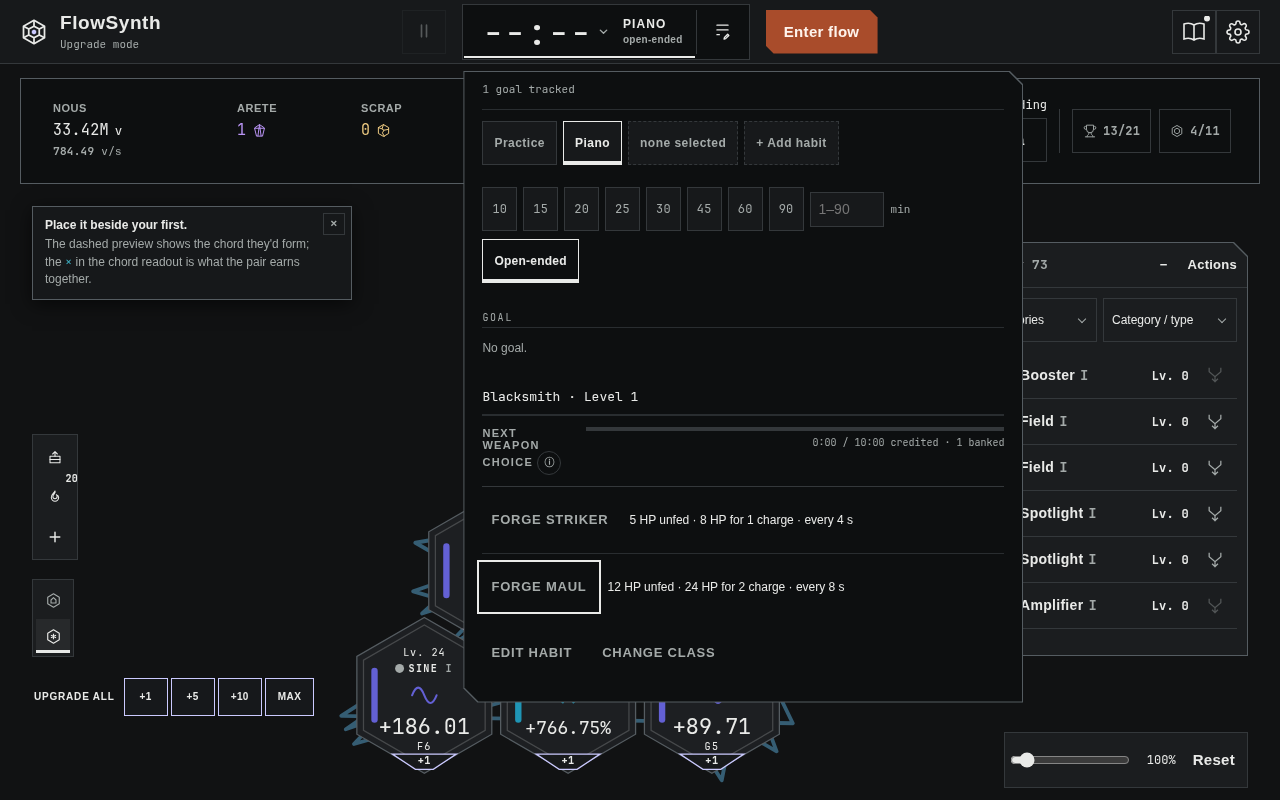 FlowSynth
Upgrade mode
--:--
PIANO
open-ended
Enter flow
NOUS
33.42M v
784.49 v/s
ARETE
1
SCRAP
0
13/21
4/11
1 goal tracked
Practice
Piano
none selected
+ Add habit
10
15
20
25
30
45
60
90
1–90
min
Open-ended
GOAL
No goal.
Blacksmith · Level 1
NEXT WEAPON CHOICE ⓘ
0:00 / 10:00 credited · 1 banked
FORGE STRIKER
5 HP unfed · 8 HP for 1 charge · every 4 s
FORGE MAUL
12 HP unfed · 24 HP for 2 charge · every 8 s
EDIT HABIT
CHANGE CLASS
Place it beside your first.
×
The dashed preview shows the chord they'd form;
the × in the chord readout is what the pair earns
together.
73
−
Actions
Category / type
Booster I
Lv. 0
Field I
Lv. 0
Field I
Lv. 0
Spotlight I
Lv. 0
Spotlight I
Lv. 0
Amplifier I
Lv. 0
20
UPGRADE ALL
+1
+5
+10
MAX
Lv. 24
SINE I
+186.01
F6
+1
+766.75%
+1
+89.71
G5
+1
100%
Reset